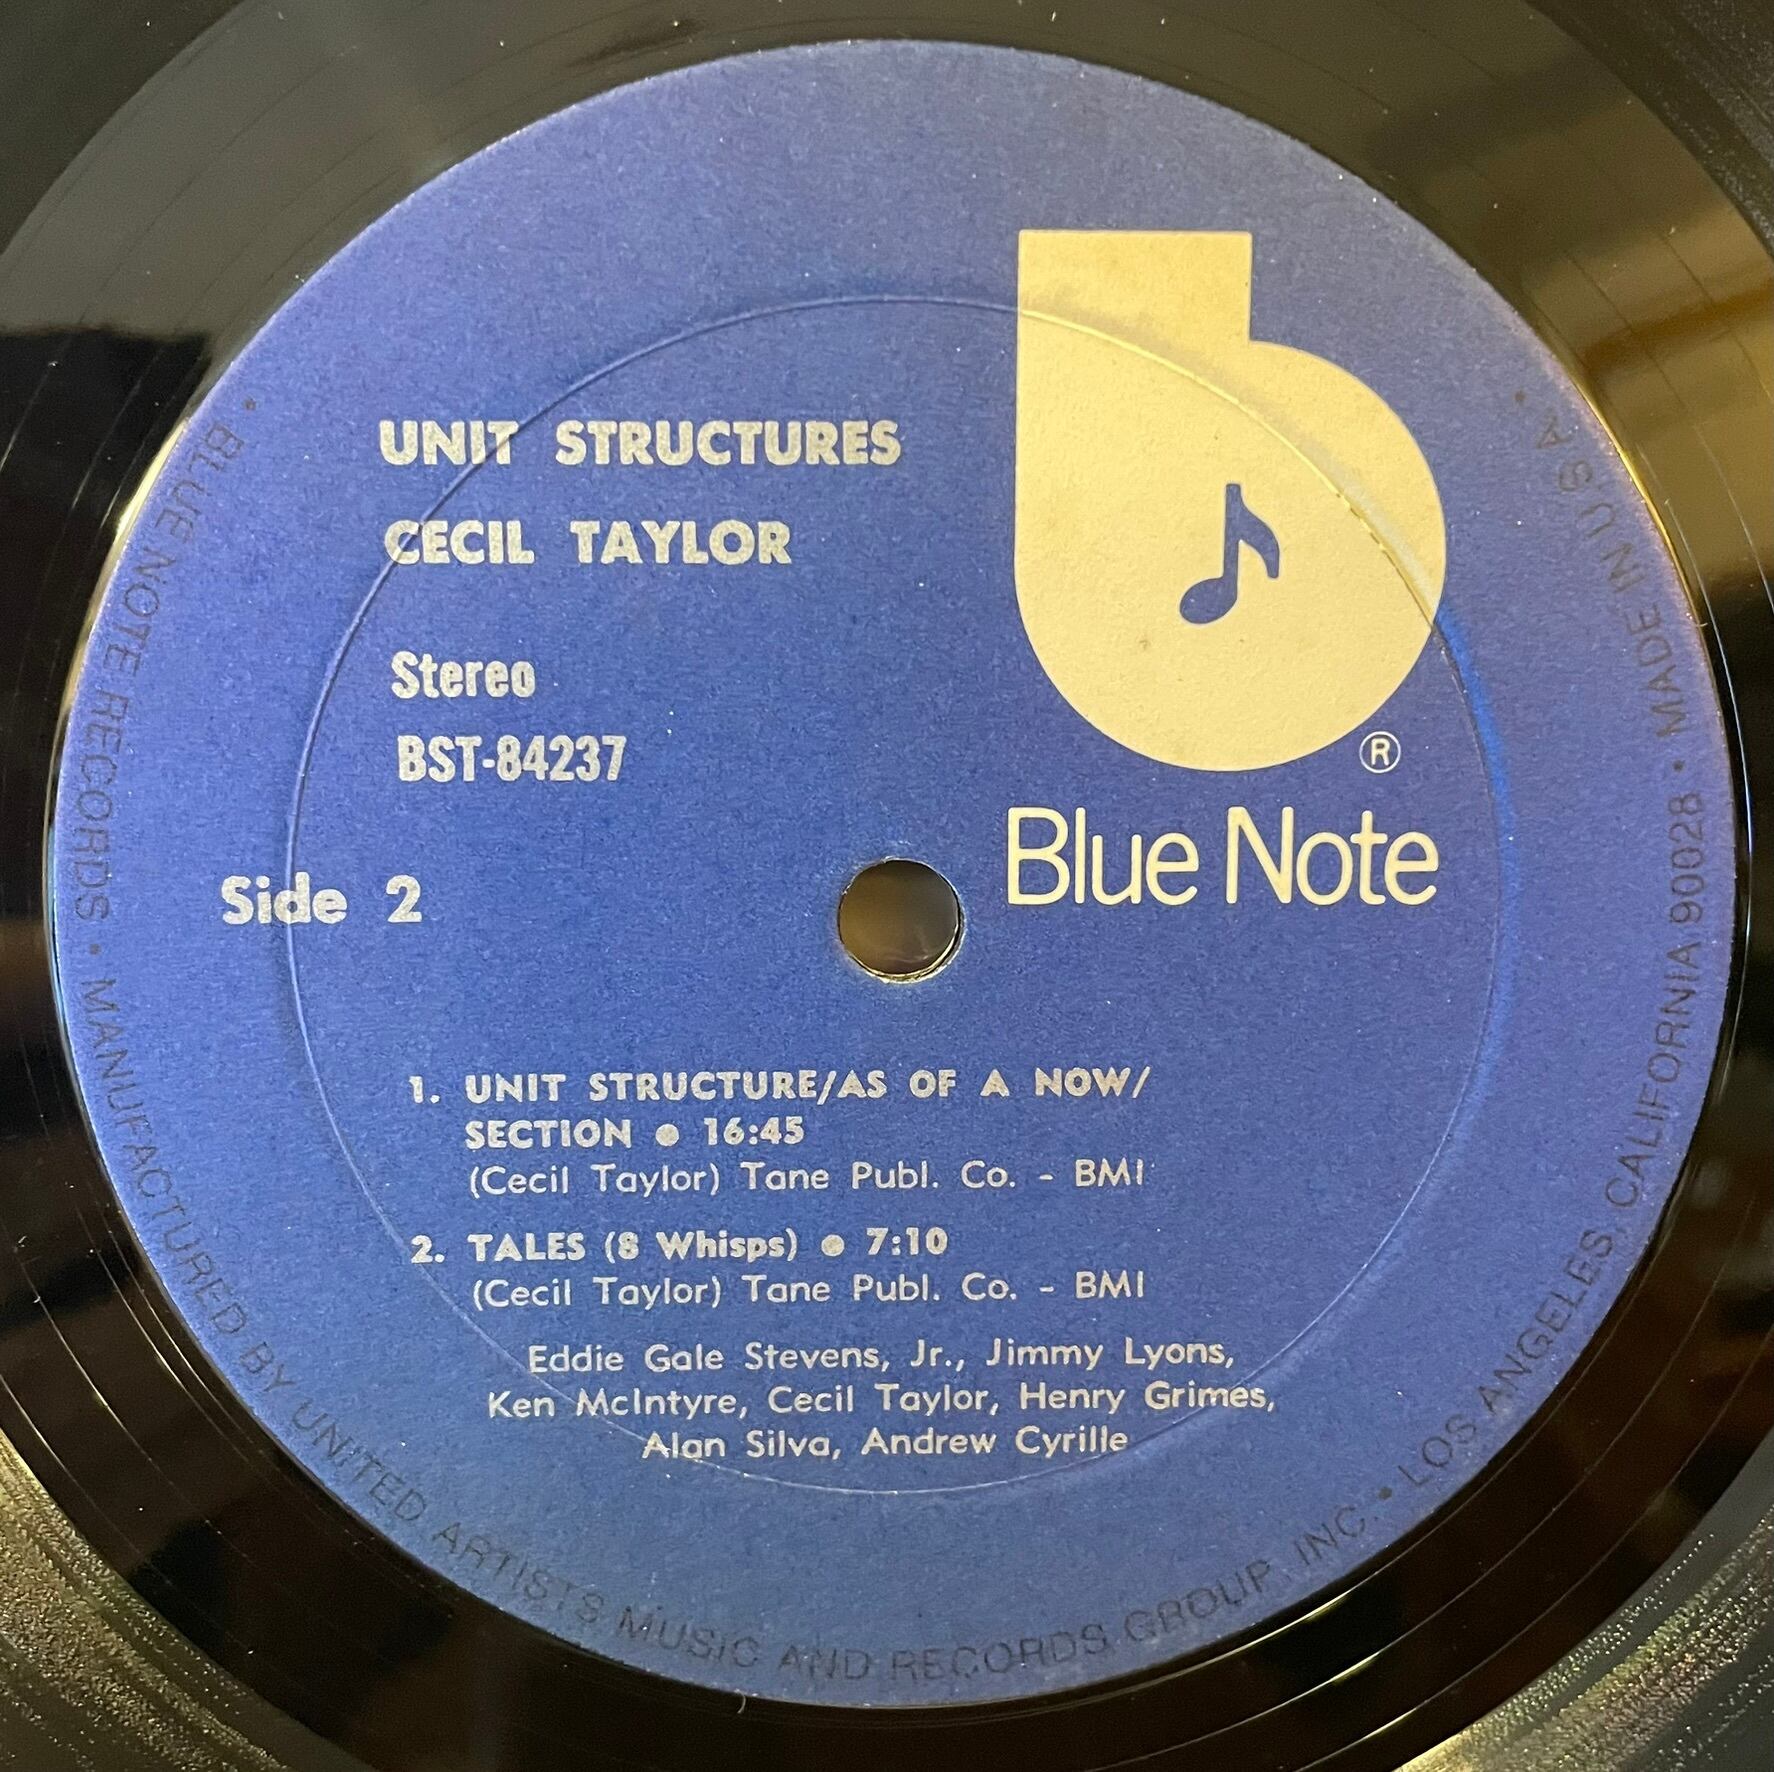 UNIT STRUCTURES
CECIL TAYLOR
Stereo
BST-84237
Side 2
®
Blue Note
1. UNIT STRUCTURE/AS OF A NOW/
SECTION ● 16:45
(Cecil Taylor) Tane Publ. Co. - BMI
2. TALES (8 Whisps) ● 7:10
(Cecil Taylor) Tane Publ. Co. - BMI
Eddie Gale Stevens, Jr., Jimmy Lyons,
Ken McIntyre, Cecil Taylor, Henry Grimes,
Alan Silva, Andrew Cyrille
• BLUE NOTE RECORDS • MANUFACTURED BY UNITED ARTISTS MUSIC AND RECORDS GROUP, INC. • LOS ANGELES, CALIFORNIA 90028 • MADE IN U.S.A. •